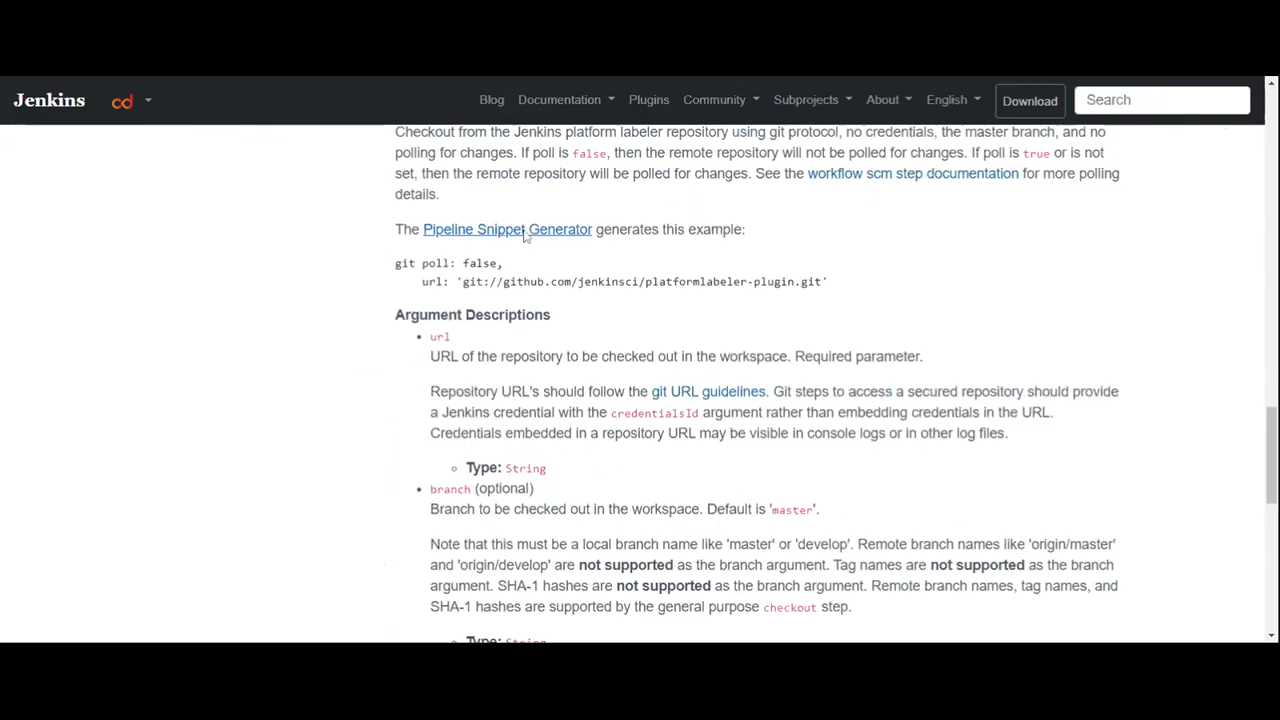 Jenkins
Blog Documentation Plugins Community Subprojects About English Download Search
Checkout from the Jenkins platform labeler repository using git protocol, no credentials, the master branch, and no
polling for changes. If poll is false, then the remote repository will not be polled for changes. If poll is true or is not
set, then the remote repository will be polled for changes. See the workflow scm step documentation for more polling
details.
The Pipeline Snippet Generator generates this example:
git poll: false,
url: 'git://github.com/jenkinsci/platformlabeler-plugin.git'
Argument Descriptions
url
URL of the repository to be checked out in the workspace. Required parameter.
Repository URL's should follow the git URL guidelines. Git steps to access a secured repository should provide
a Jenkins credential with the credentialsId argument rather than embedding credentials in the URL.
Credentials embedded in a repository URL may be visible in console logs or in other log files.
Type: String
branch (optional)
Branch to be checked out in the workspace. Default is 'master'.
Note that this must be a local branch name like 'master' or 'develop'. Remote branch names like 'origin/master'
and 'origin/develop' are not supported as the branch argument. Tag names are not supported as the branch
argument. SHA-1 hashes are not supported as the branch argument. Remote branch names, tag names, and
SHA-1 hashes are supported by the general purpose checkout step.
Type: String